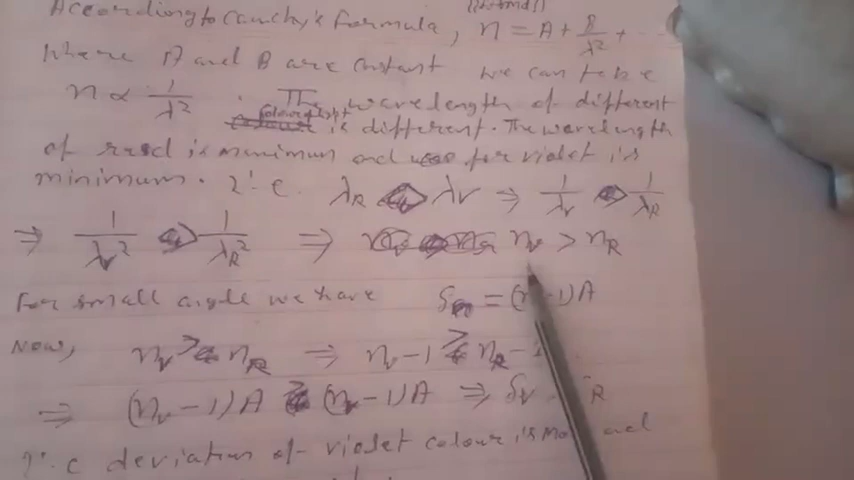 According to Cauchy's formula, n = A + B/λ² + ...
Where A and B are constant we can take
n ∝ 1/λ² . The wavelength of different
colour light is different. The wavelength
of red is minimum and for violet is
minimum. i.e. λR > λV ⇒ 1/λV > 1/λR
⇒ 1/λV² > 1/λR² ⇒ nV > nR
For small angle we have δ = (n-1)A
Now, nV > nR ⇒ nV-1 > nR-1
⇒ (nV-1)A > (nR-1)A ⇒ δV R
i.e deviation of violet colour is and